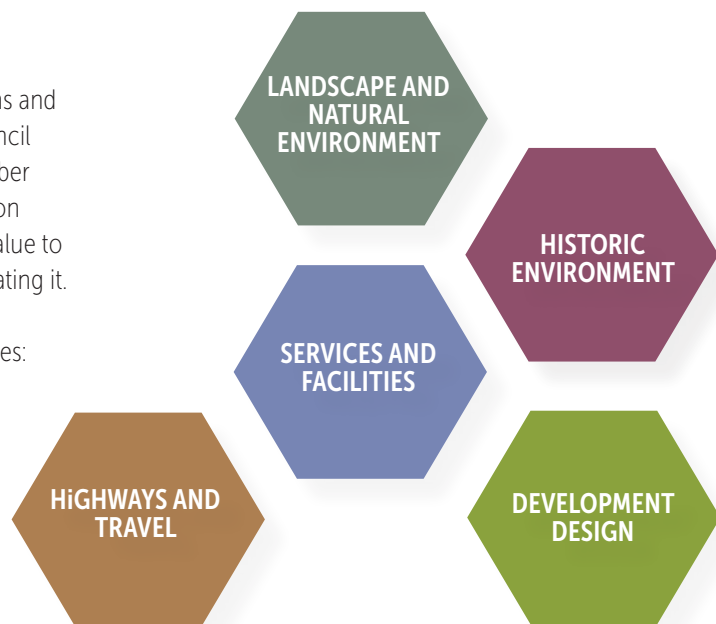 and
ncil
ber
on
alue to
ating it.
es:
LANDSCAPE AND
NATURAL
ENVIRONMENT
HISTORIC
ENVIRONMENT
SERVICES AND
FACILITIES
HiGHWAYS AND
TRAVEL
DEVELOPMENT
DESIGN